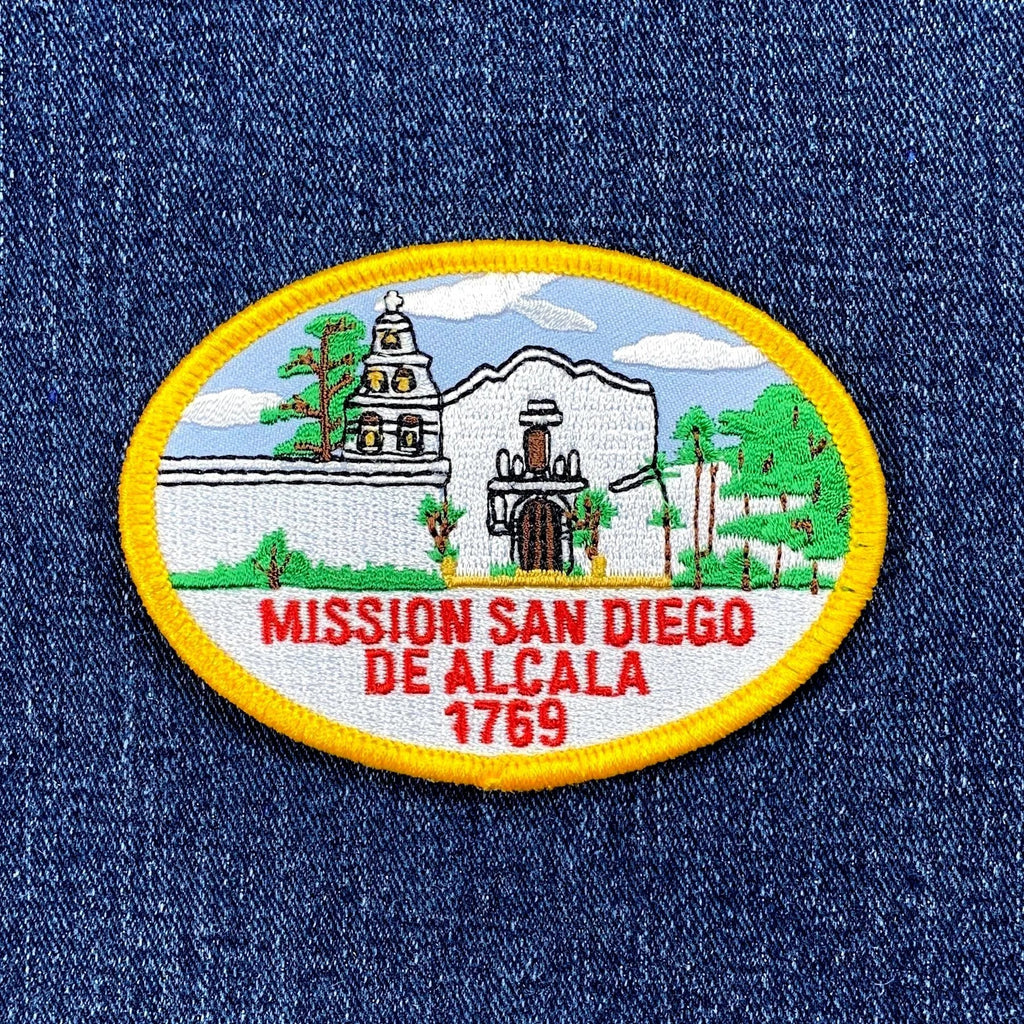 MISSION SAN DIEGO
DE ALCALA
1769